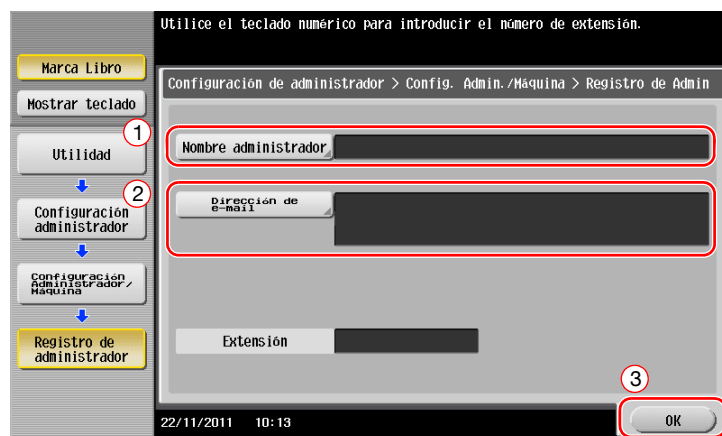 Utilice el teclado numérico para introducir el número de extensión.
Marca Libro
Mostrar teclado
Configuración de administrador > Config. Admin./Máquina > Registro de Admin
1
Utilidad
Nombre administrador
2
Configuración
administrador
Dirección de
e-mail
Configuración
Administrador/
Máquina
Registro de
administrador
Extensión
3
22/11/2011 10:13
OK